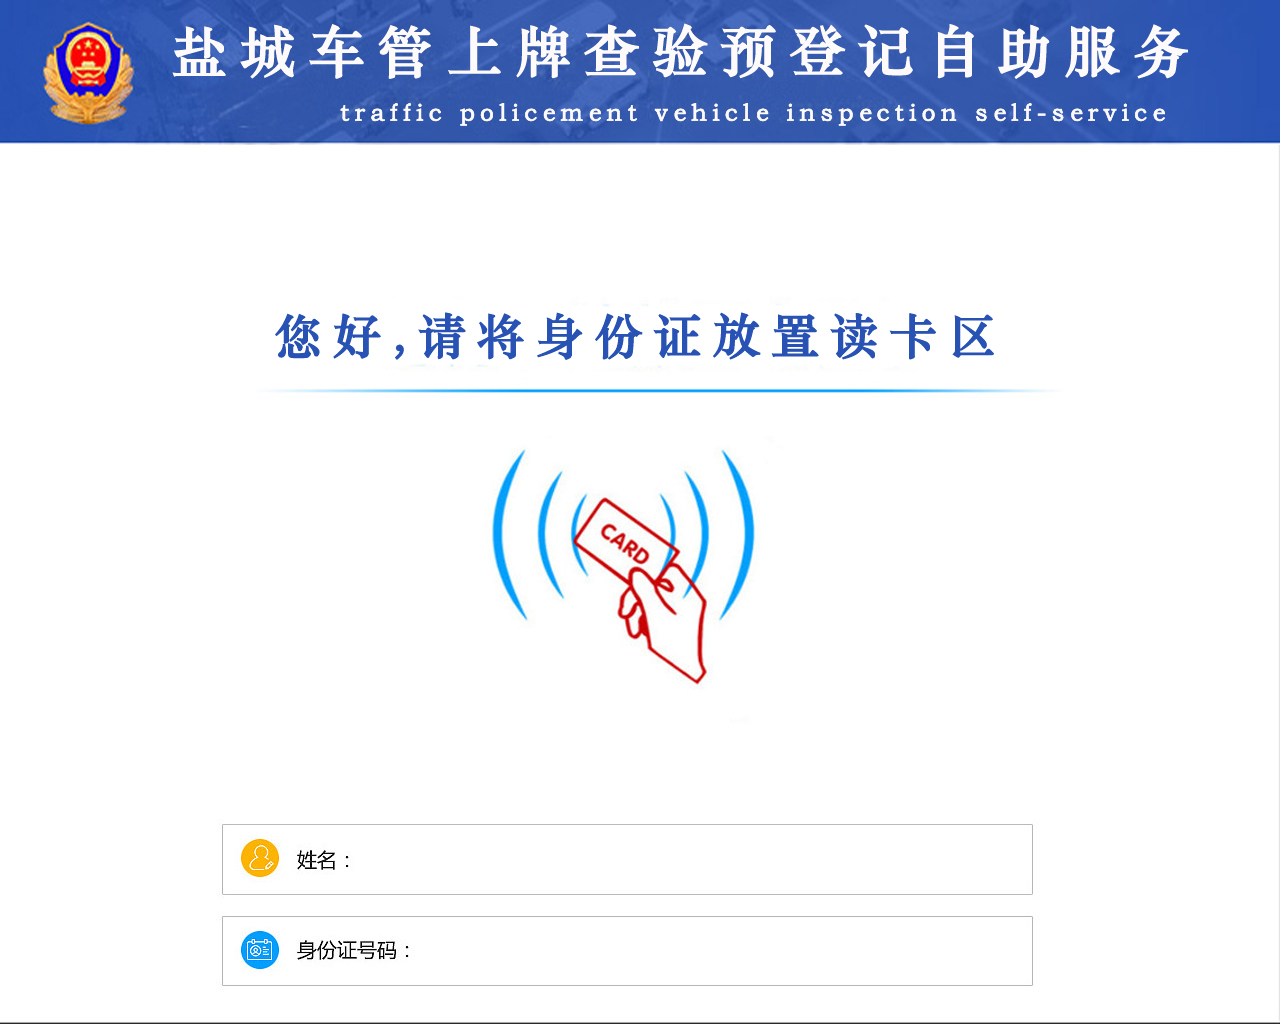 盐城车管上牌查验预登记自助服务
traffic policement vehicle inspection self-service
您好,请将身份证放置读卡区
CARD
姓名：
身份证号码：